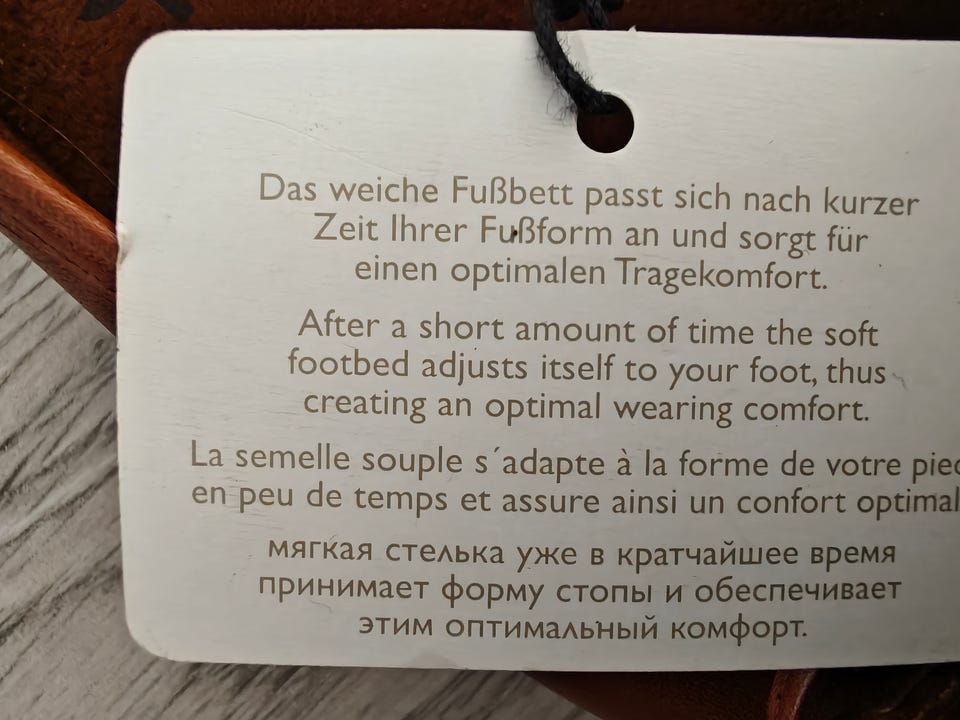 Das weiche Fußbett passt sich nach kurzer
Zeit Ihrer Fußform an und sorgt für
einen optimalen Tragekomfort.
After a short amount of time the soft
footbed adjusts itself to your foot, thus
creating an optimal wearing comfort.
La semelle souple s´adapte à la forme de votre pied
en peu de temps et assure ainsi un confort optimal
мягкая стелька уже в кратчайшее время
принимает форму стопы и обеспечивает
этим оптимальный комфорт.